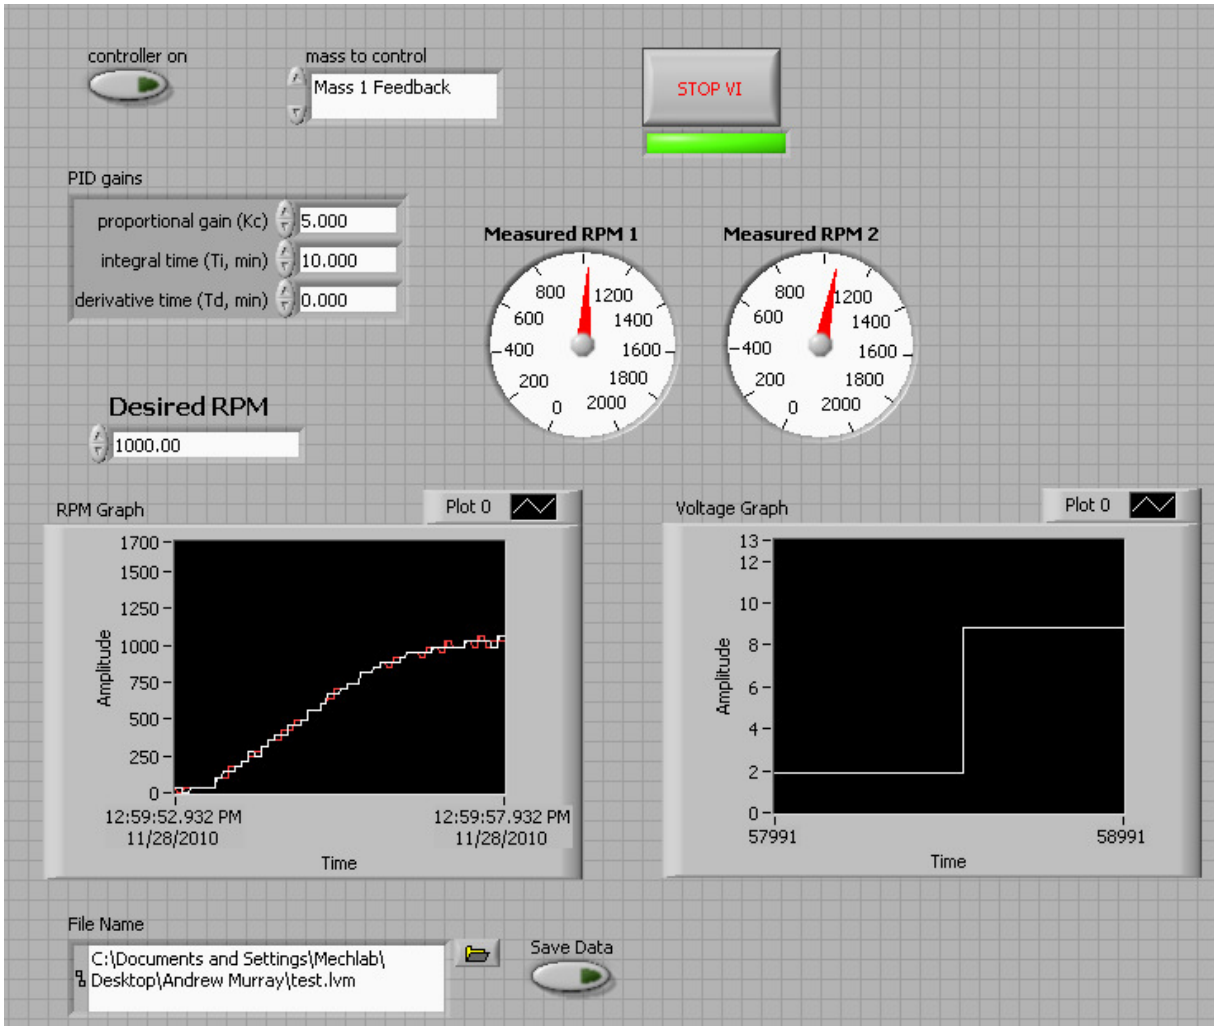 controller on
mass to control
Mass 1 Feedback
STOP VI
PID gains
proportional gain (Kc) 5.000
integral time (Ti, min) 10.000
derivative time (Td, min) 0.000
Measured RPM 1
0
200
400
600
800
1200
1400
1600
1800
2000
Measured RPM 2
0
200
400
600
800
1200
1400
1600
1800
2000
Desired RPM
1000.00
RPM Graph
Plot 0
1700
1500
1250
1000
750
500
250
0
Amplitude
12:59:52.932 PM
11/28/2010
12:59:57.932 PM
11/28/2010
Time
Voltage Graph
Plot 0
13
12
10
8
6
4
2
0
Amplitude
57991
58991
Time
File Name
C:\Documents and Settings\Mechlab\
Desktop\Andrew Murray\test.lvm
Save Data